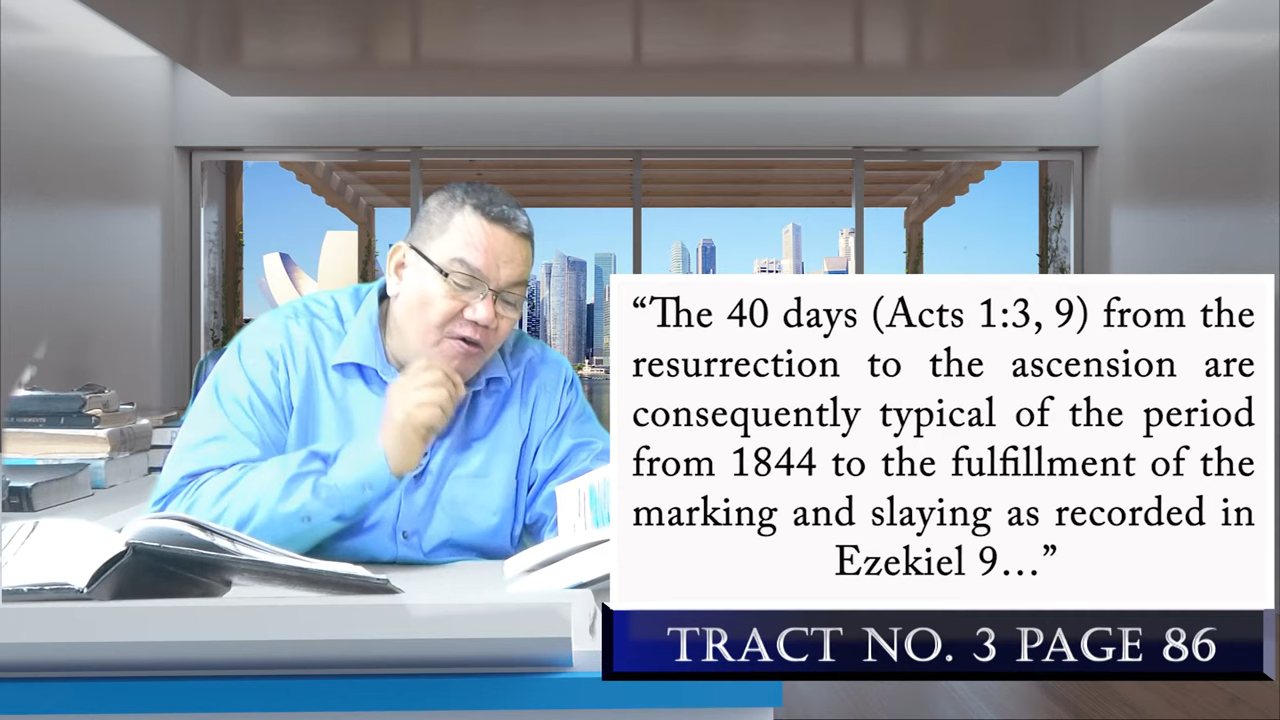 “The 40 days (Acts 1:3, 9) from the
resurrection to the ascension are
consequently typical of the period
from 1844 to the fulfillment of the
marking and slaying as recorded in
Ezekiel 9...”
TRACT NO. 3 PAGE 86